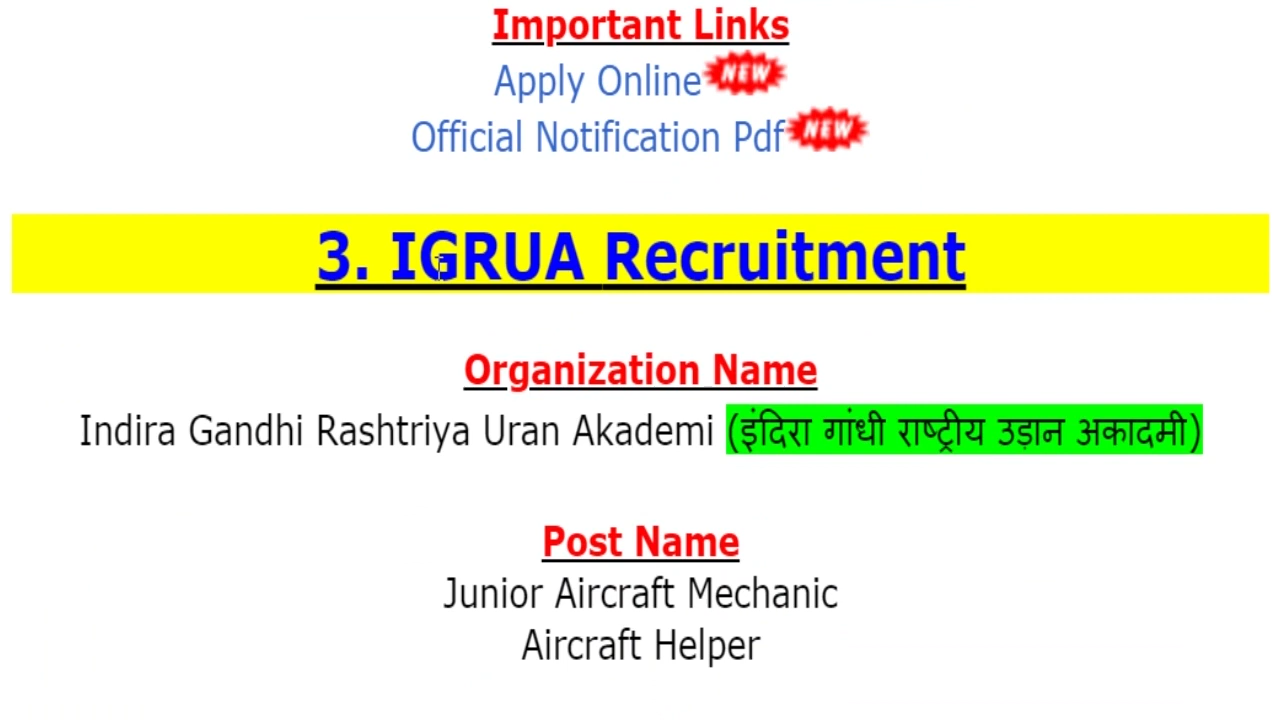 Important Links
Apply Online NEW
Official Notification Pdf NEW
3. IGRUA Recruitment
Organization Name
Indira Gandhi Rashtriya Uran Akademi (इंदिरा गांधी राष्ट्रीय उड़ान अकादमी)
Post Name
Junior Aircraft Mechanic
Aircraft Helper